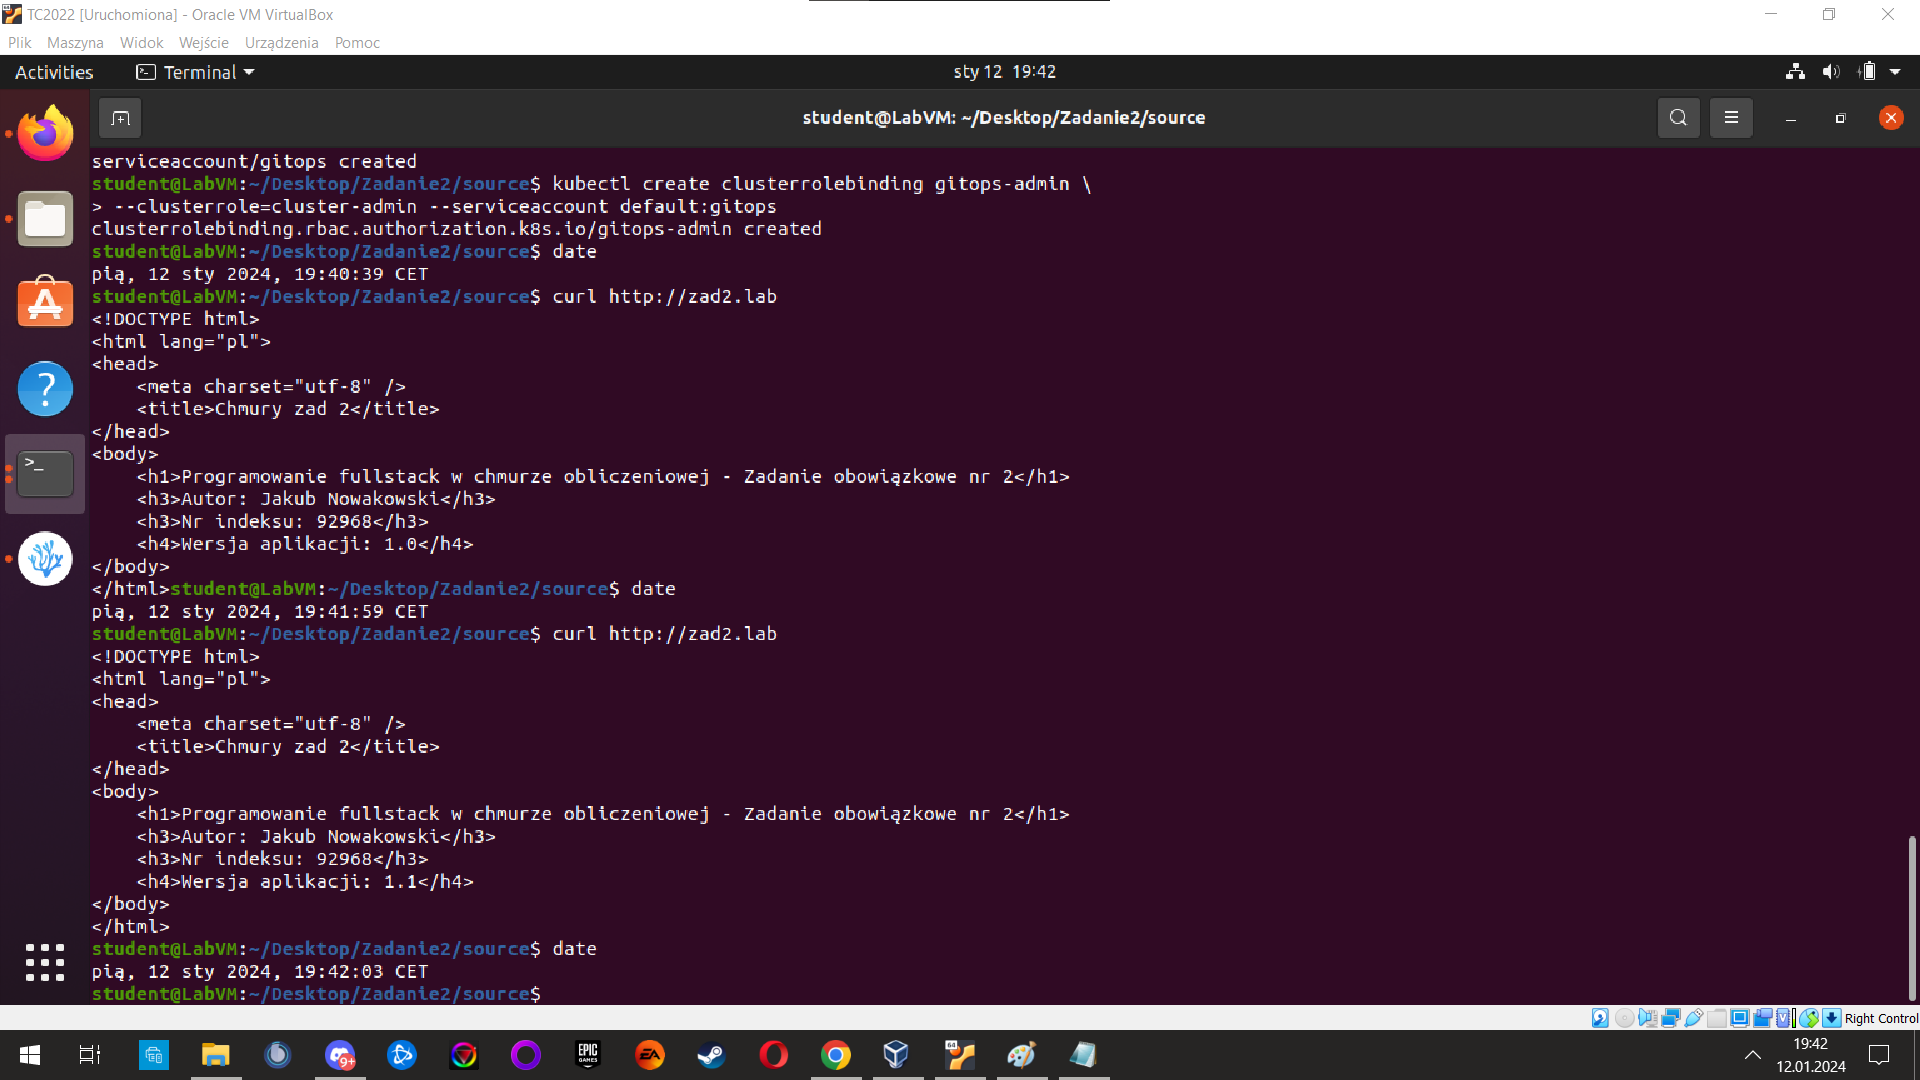 TC2022 [Uruchomiona] - Oracle VM VirtualBox
Plik Maszyna Widok Wejście Urządzenia Pomoc
Activities Terminal sty 12 19:42
student@LabVM: ~/Desktop/Zadanie2/source
serviceaccount/gitops created
student@LabVM:~/Desktop/Zadanie2/source$ kubectl create clusterrolebinding gitops-admin \
> --clusterrole=cluster-admin --serviceaccount default:gitops
clusterrolebinding.rbac.authorization.k8s.io/gitops-admin created
student@LabVM:~/Desktop/Zadanie2/source$ date
pią, 12 sty 2024, 19:40:39 CET
student@LabVM:~/Desktop/Zadanie2/source$ curl http://zad2.lab
<!DOCTYPE html>
<html lang="pl">
<head>
    <meta charset="utf-8" />
    <title>Chmury zad 2</title>
</head>
<body>
    <h1>Programowanie fullstack w chmurze obliczeniowej - Zadanie obowiązkowe nr 2</h1>
    <h3>Autor: Jakub Nowakowski</h3>
    <h3>Nr indeksu: 92968</h3>
    <h4>Wersja aplikacji: 1.0</h4>
</body>
</html>student@LabVM:~/Desktop/Zadanie2/source$ date
pią, 12 sty 2024, 19:41:59 CET
student@LabVM:~/Desktop/Zadanie2/source$ curl http://zad2.lab
<!DOCTYPE html>
<html lang="pl">
<head>
    <meta charset="utf-8" />
    <title>Chmury zad 2</title>
</head>
<body>
    <h1>Programowanie fullstack w chmurze obliczeniowej - Zadanie obowiązkowe nr 2</h1>
    <h3>Autor: Jakub Nowakowski</h3>
    <h3>Nr indeksu: 92968</h3>
    <h4>Wersja aplikacji: 1.1</h4>
</body>
</html>
student@LabVM:~/Desktop/Zadanie2/source$ date
pią, 12 sty 2024, 19:42:03 CET
student@LabVM:~/Desktop/Zadanie2/source$
Right Control
9+
EPIC GAMES
EA
64
19:42
12.01.2024